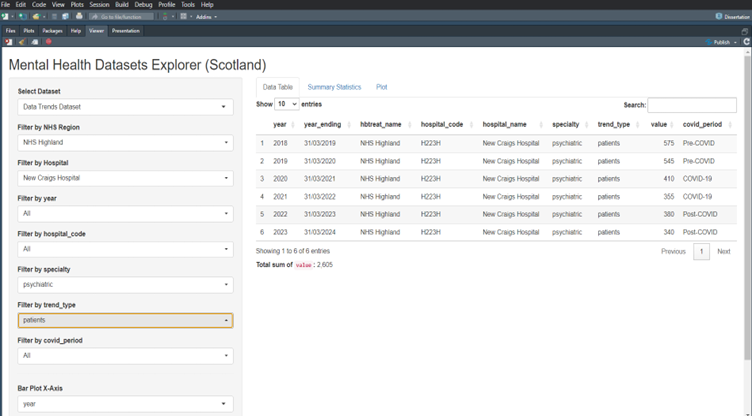 File Edit Code View Plots Session Build Debug Profile Tools Help
Go to file/function Addins Dissertation
Files Plots Packages Help Viewer Presentation
Publish
Mental Health Datasets Explorer (Scotland)
Select Dataset
Data Trends Dataset
Filter by NHS Region
NHS Highland
Filter by Hospital
New Craigs Hospital
Filter by year
All
Filter by hospital_code
All
Filter by specialty
psychiatric
Filter by trend_type
patients
Filter by covid_period
All
Bar Plot X-Axis
year
Data Table Summary Statistics Plot
Show 10 entries Search:
year year_ending hbtreat_name hospital_code hospital_name specialty trend_type value covid_period
1 2018 31/03/2019 NHS Highland H223H New Craigs Hospital psychiatric patients 575 Pre-COVID
2 2019 31/03/2020 NHS Highland H223H New Craigs Hospital psychiatric patients 545 Pre-COVID
3 2020 31/03/2021 NHS Highland H223H New Craigs Hospital psychiatric patients 410 COVID-19
4 2021 31/03/2022 NHS Highland H223H New Craigs Hospital psychiatric patients 355 COVID-19
5 2022 31/03/2023 NHS Highland H223H New Craigs Hospital psychiatric patients 380 Post-COVID
6 2023 31/03/2024 NHS Highland H223H New Craigs Hospital psychiatric patients 340 Post-COVID
Showing 1 to 6 of 6 entries Previous 1 Next
Total sum of value : 2,605